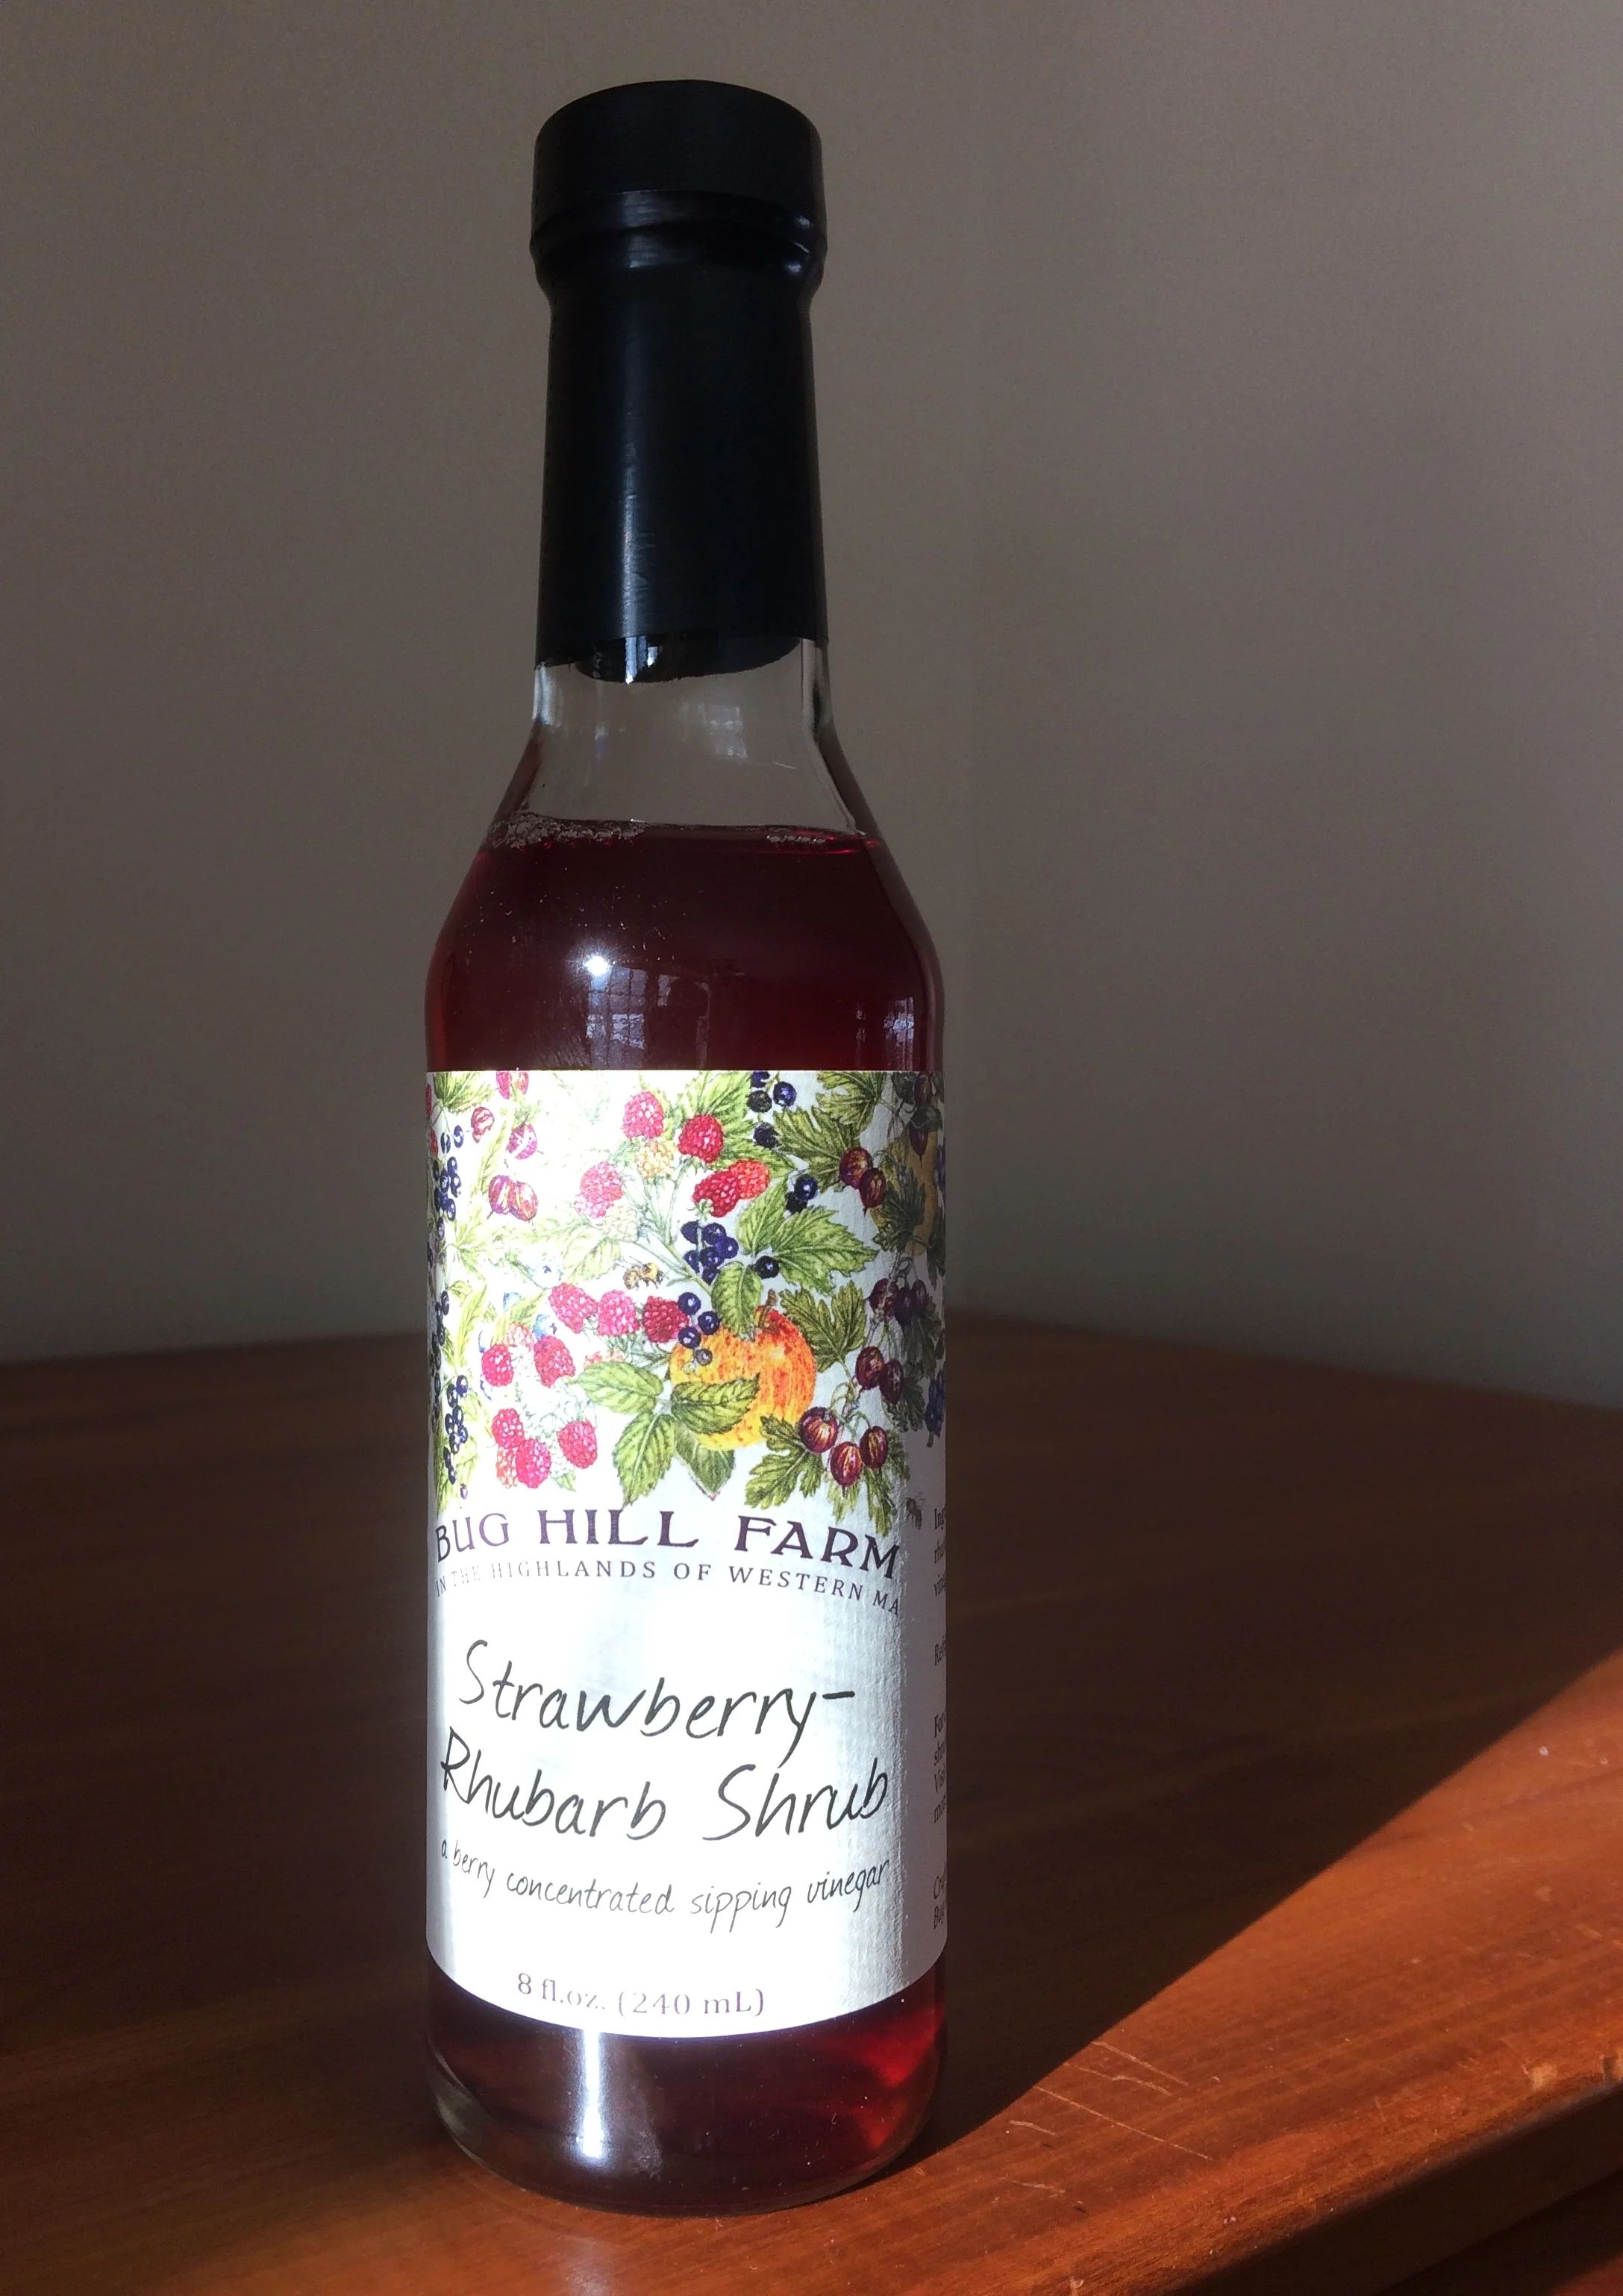 BUG HILL FARM
IN THE HIGHLANDS OF WESTERN MA
Strawberry-
Rhubarb Shrub
a berry concentrated sipping vinegar
8 fl.oz. (240 mL)